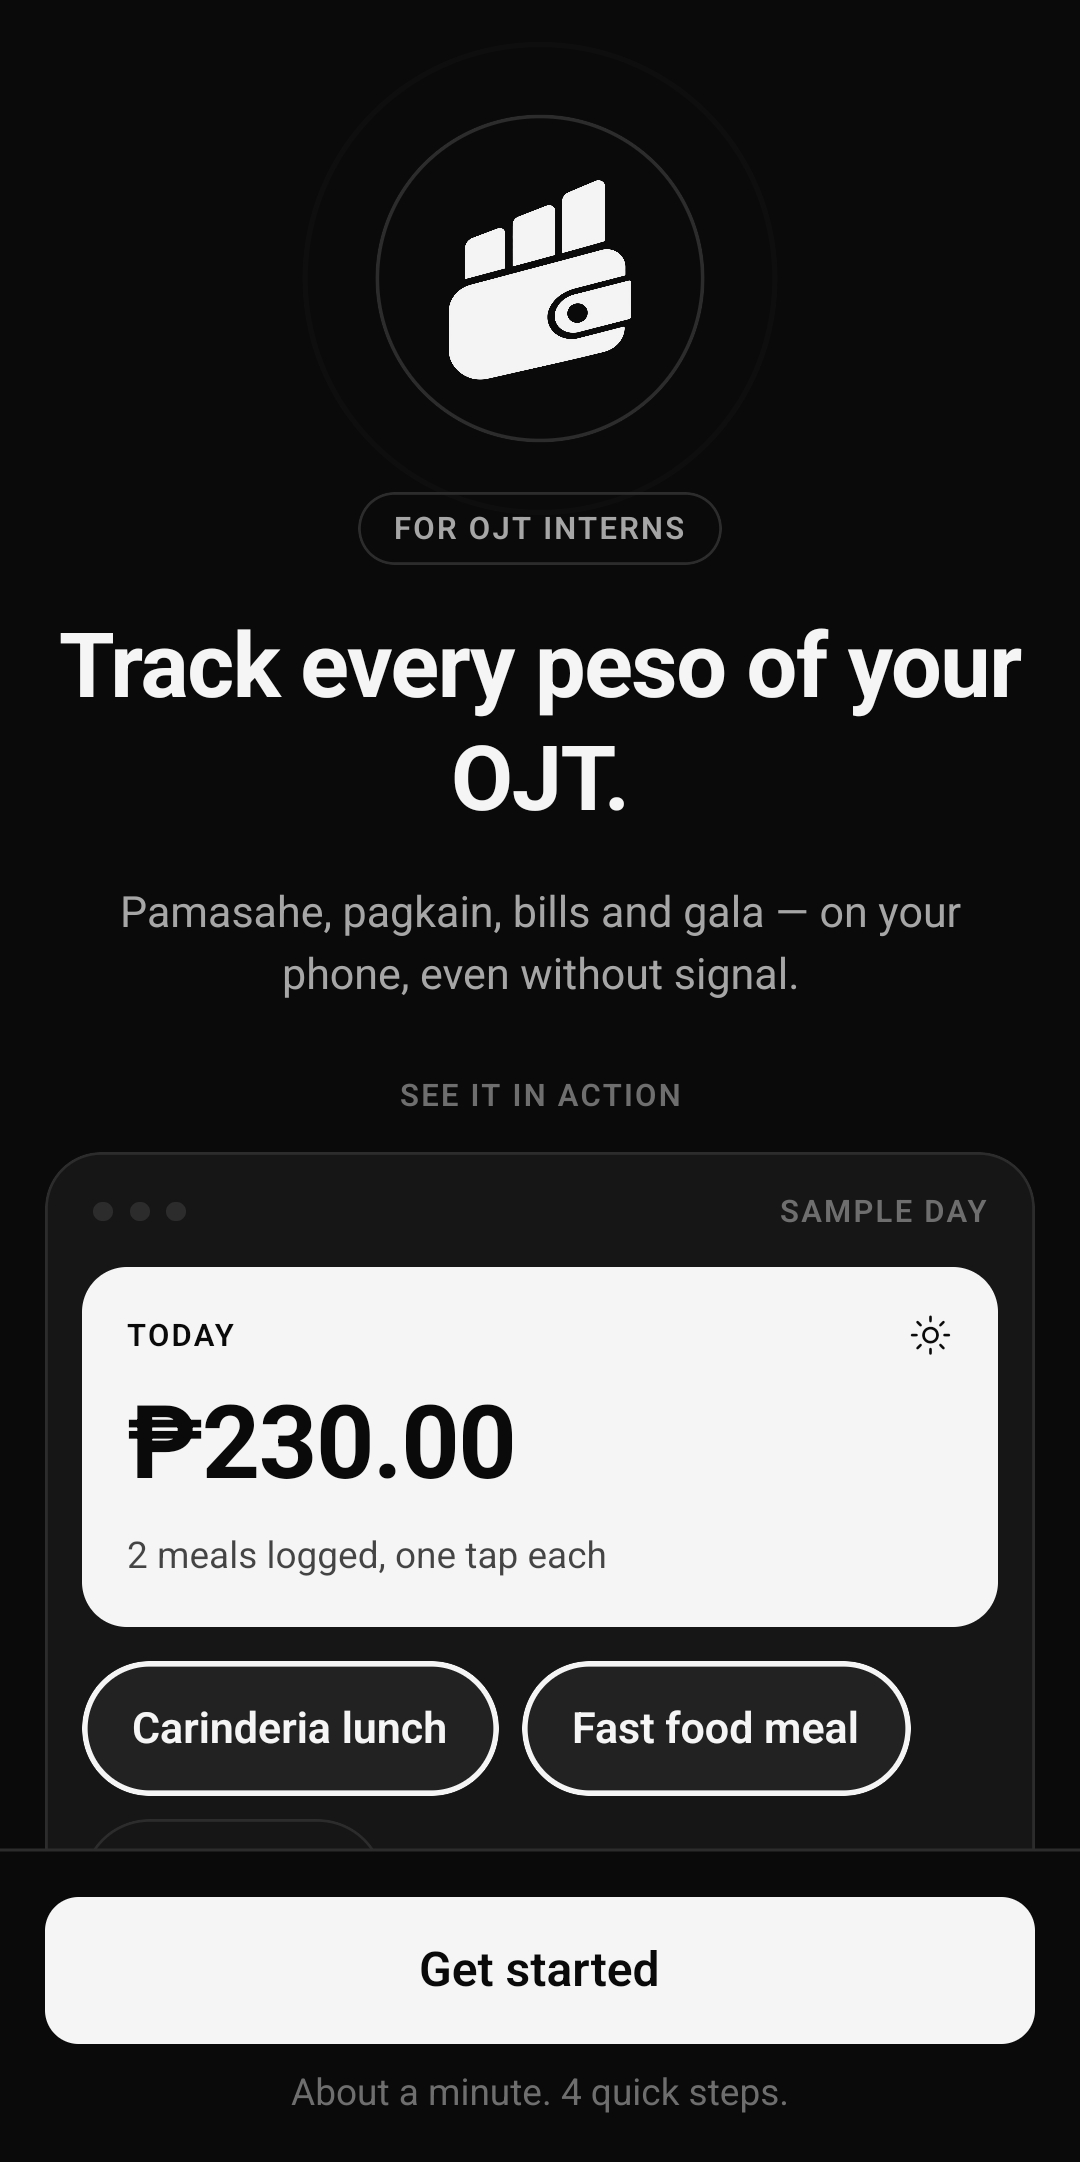 FOR OJT INTERNS
Track every peso of your
OJT.
Pamasahe, pagkain, bills and gala — on your
phone, even without signal.
SEE IT IN ACTION
SAMPLE DAY
TODAY
₱230.00
2 meals logged, one tap each
Carinderia lunch
Fast food meal
Get started
About a minute. 4 quick steps.